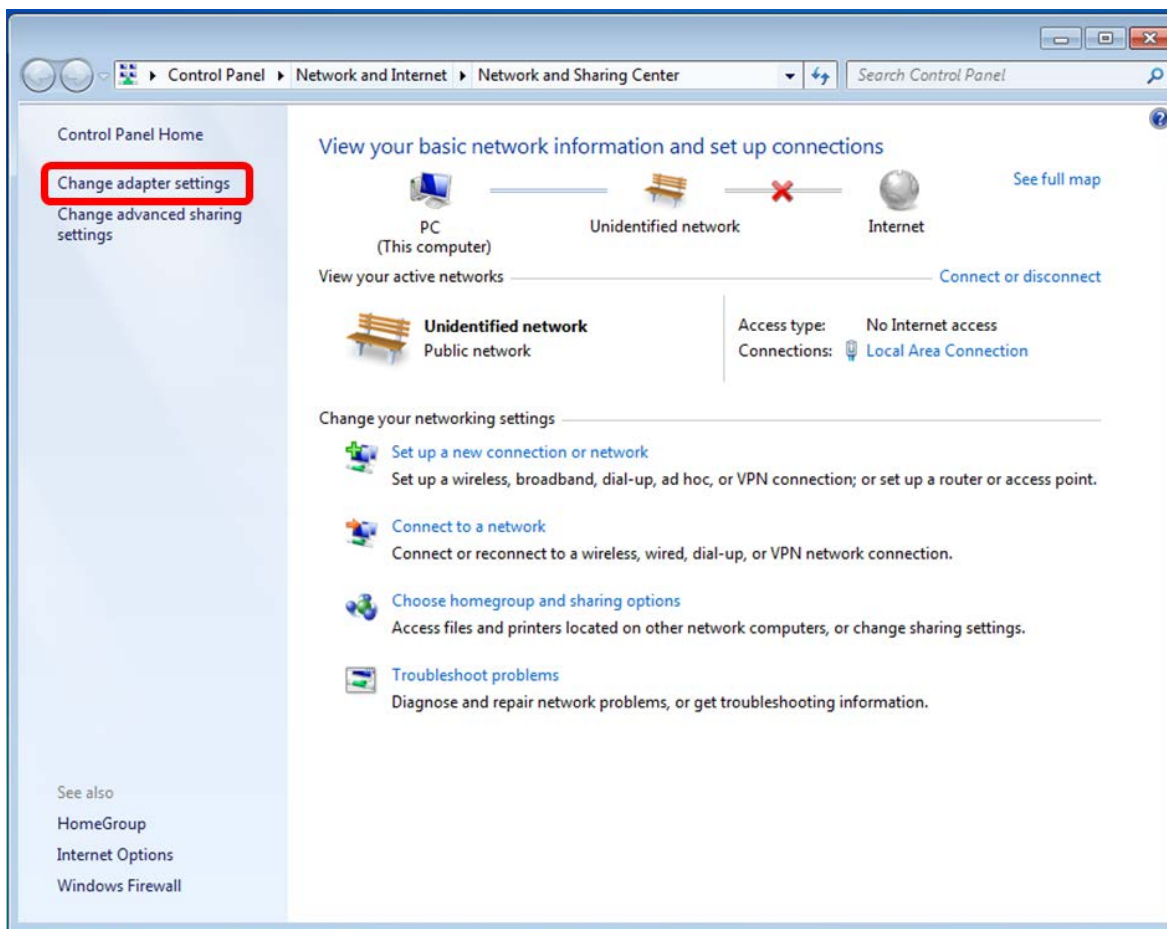 Control Panel ▸ Network and Internet ▸ Network and Sharing Center
Search Control Panel
Control Panel Home
Change adapter settings
Change advanced sharing
settings
View your basic network information and set up connections
See full map
PC
(This computer)
Unidentified network
Internet
View your active networks
Connect or disconnect
Unidentified network
Public network
Access type: No Internet access
Connections: Local Area Connection
Change your networking settings
Set up a new connection or network
Set up a wireless, broadband, dial-up, ad hoc, or VPN connection; or set up a router or access point.
Connect to a network
Connect or reconnect to a wireless, wired, dial-up, or VPN network connection.
Choose homegroup and sharing options
Access files and printers located on other network computers, or change sharing settings.
Troubleshoot problems
Diagnose and repair network problems, or get troubleshooting information.
See also
HomeGroup
Internet Options
Windows Firewall